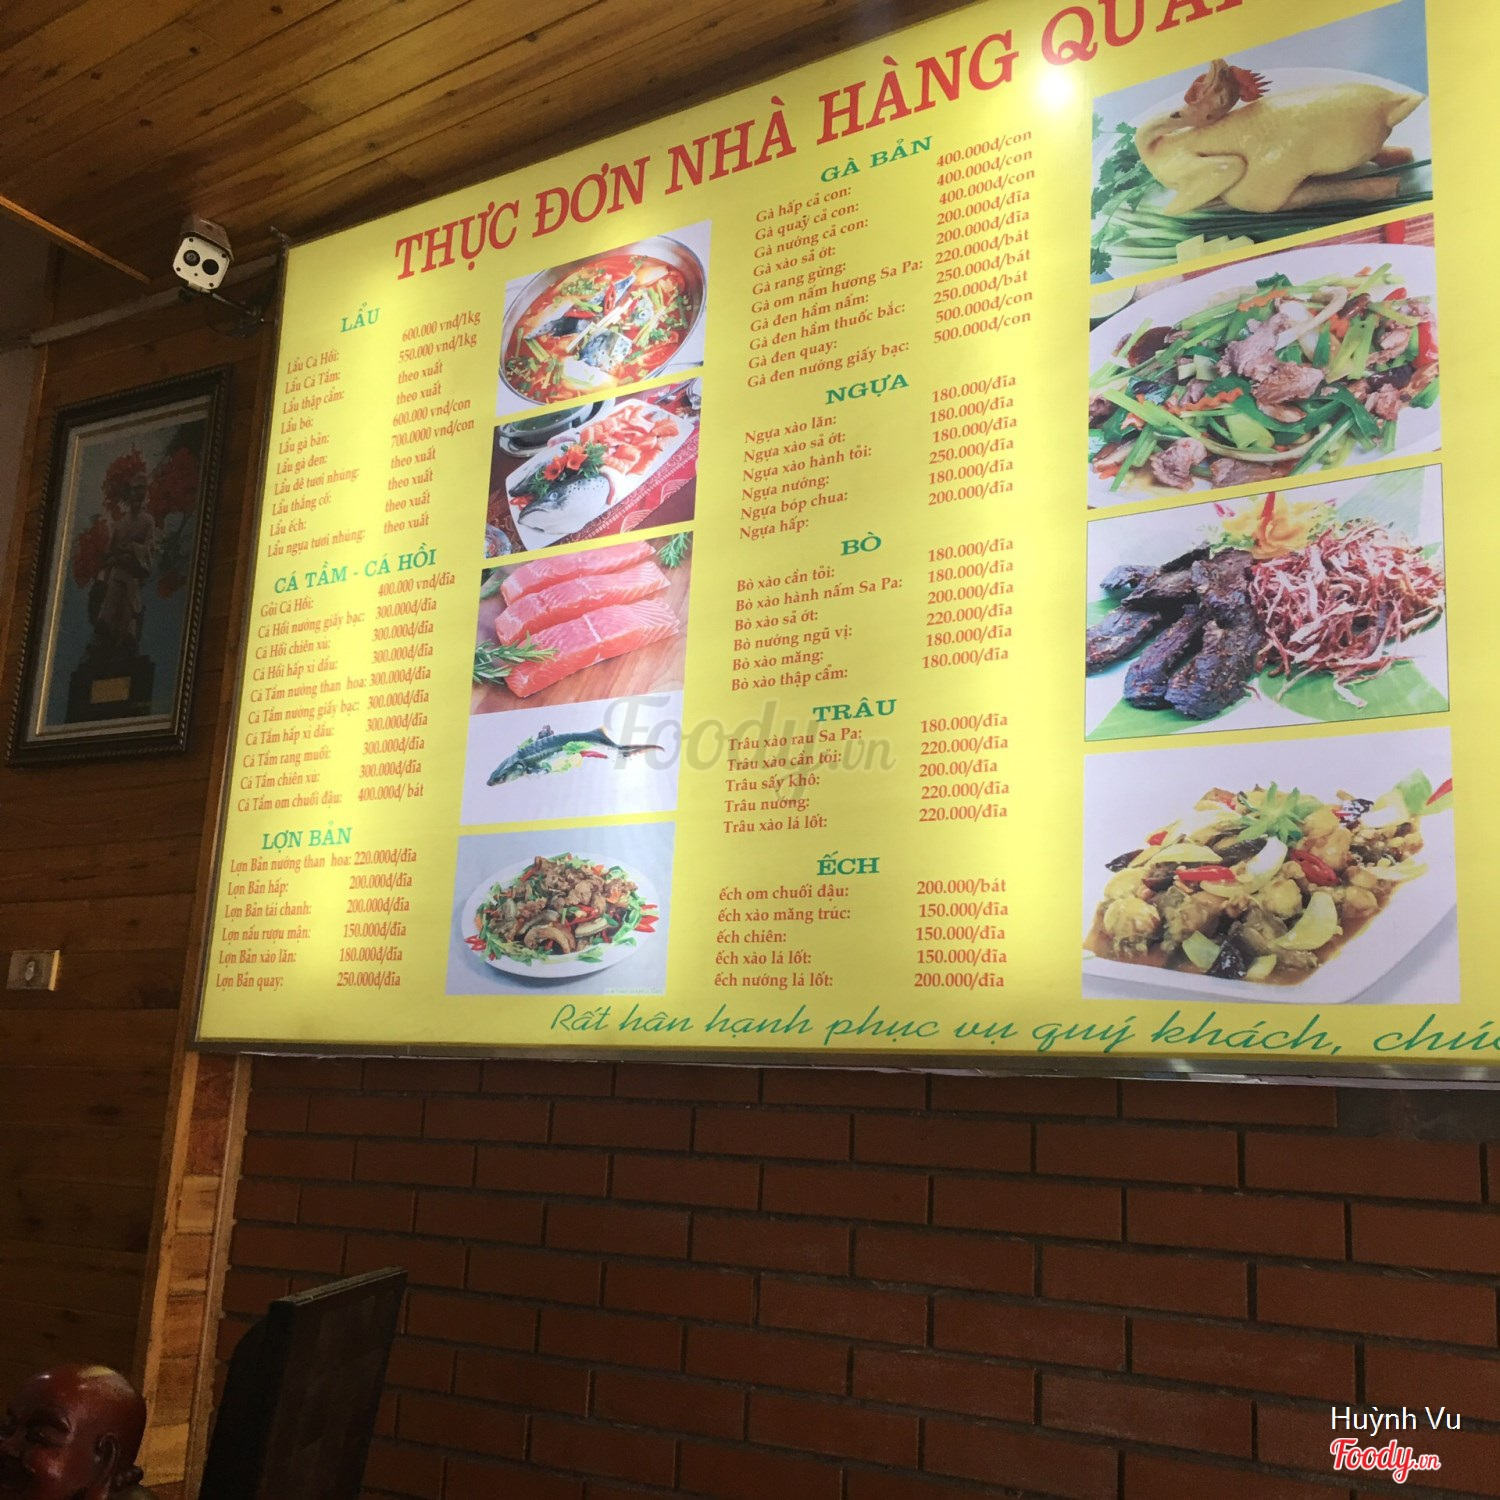 THỰC ĐƠN NHÀ HÀNG
LẨU
Lẩu Cá Hồi: 600.000 vnđ/1kg
Lẩu Cá Tầm: 550.000 vnđ/1kg
Lẩu thập cẩm: theo xuất
Lẩu bò: theo xuất
Lẩu gà bản: 600.000 vnđ/con
Lẩu gà đen: 700.0000 vnđ/con
Lẩu dê tươi nhúng: theo xuất
Lẩu thắng cố: theo xuất
Lẩu ếch: theo xuất
Lẩu ngựa tươi nhúng: theo xuất
CÁ TẦM - CÁ HỒI
Gỏi Cá Hồi: 400.000 vnđ/đĩa
Cá Hồi nướng giấy bạc: 300.000đ/đĩa
Cá Hồi chiên xù: 300.000đ/đĩa
Cá Hồi hấp xì dầu: 300.000đ/đĩa
Cá Tầm nướng than hoa: 300.000đ/đĩa
Cá Tầm nướng giấy bạc: 300.000đ/đĩa
Cá Tầm hấp xì dầu: 300.000đ/đĩa
Cá Tầm rang muối: 300.000đ/đĩa
Cá Tầm chiên xù: 300.000đ/đĩa
Cá Tầm om chuối đậu: 400.000đ/ bát
LỢN BẢN
Lợn Bản nướng than hoa: 220.000đ/đĩa
Lợn Bản hấp: 200.000đ/đĩa
Lợn Bản tái chanh: 200.000đ/đĩa
Lợn nấu rượu mận: 150.000đ/đĩa
Lợn Bản xào lăn: 180.000đ/đĩa
Lợn Bản quay: 250.000đ/đĩa
GÀ BẢN
Gà hấp cả con: 400.000đ/con
Gà quaỹ cả con: 400.000đ/con
Gà nướng cả con: 400.000đ/con
Gà xào sả ớt: 200.000đ/đĩa
Gà rang gừng: 200.000đ/đĩa
Gà om nấm hương Sa Pa: 220.000đ/bát
Gà đen hầm nấm: 250.000đ/bát
Gà đen hầm thuốc bắc: 250.000đ/bát
Gà đen quay: 500.000đ/con
Gà đen nướng giấy bạc: 500.000đ/con
NGỰA
Ngựa xào lăn: 180.000/đĩa
Ngựa xào sả ớt: 180.000/đĩa
Ngựa xào hành tỏi: 180.000/đĩa
Ngựa nướng: 250.000/đĩa
Ngựa bóp chua: 180.000/đĩa
Ngựa hấp: 200.000/đĩa
BÒ
Bò xào cần tỏi: 180.000/đĩa
Bò xào hành nấm Sa Pa: 180.000/đĩa
Bò xào sả ớt: 200.000/đĩa
Bò nướng ngũ vị: 220.000/đĩa
Bò xào măng: 180.000/đĩa
Bò xào thập cẩm: 180.000/đĩa
TRÂU
Trâu xào rau Sa Pa: 180.000/đĩa
Trâu xào cần tỏi: 220.000/đĩa
Trâu sấy khô: 200.00/đĩa
Trâu nướng: 220.000/đĩa
Trâu xào lá lốt: 220.000/đĩa
ẾCH
ếch om chuối đậu: 200.000/bát
ếch xào măng trúc: 150.000/đĩa
ếch chiên: 150.000/đĩa
ếch xào lá lốt: 150.000/đĩa
ếch nướng lá lốt: 200.000/đĩa
Rất hân hạnh phục vụ quý khách, chúc
Foody.vn
Huỳnh Vu
Foody.vn